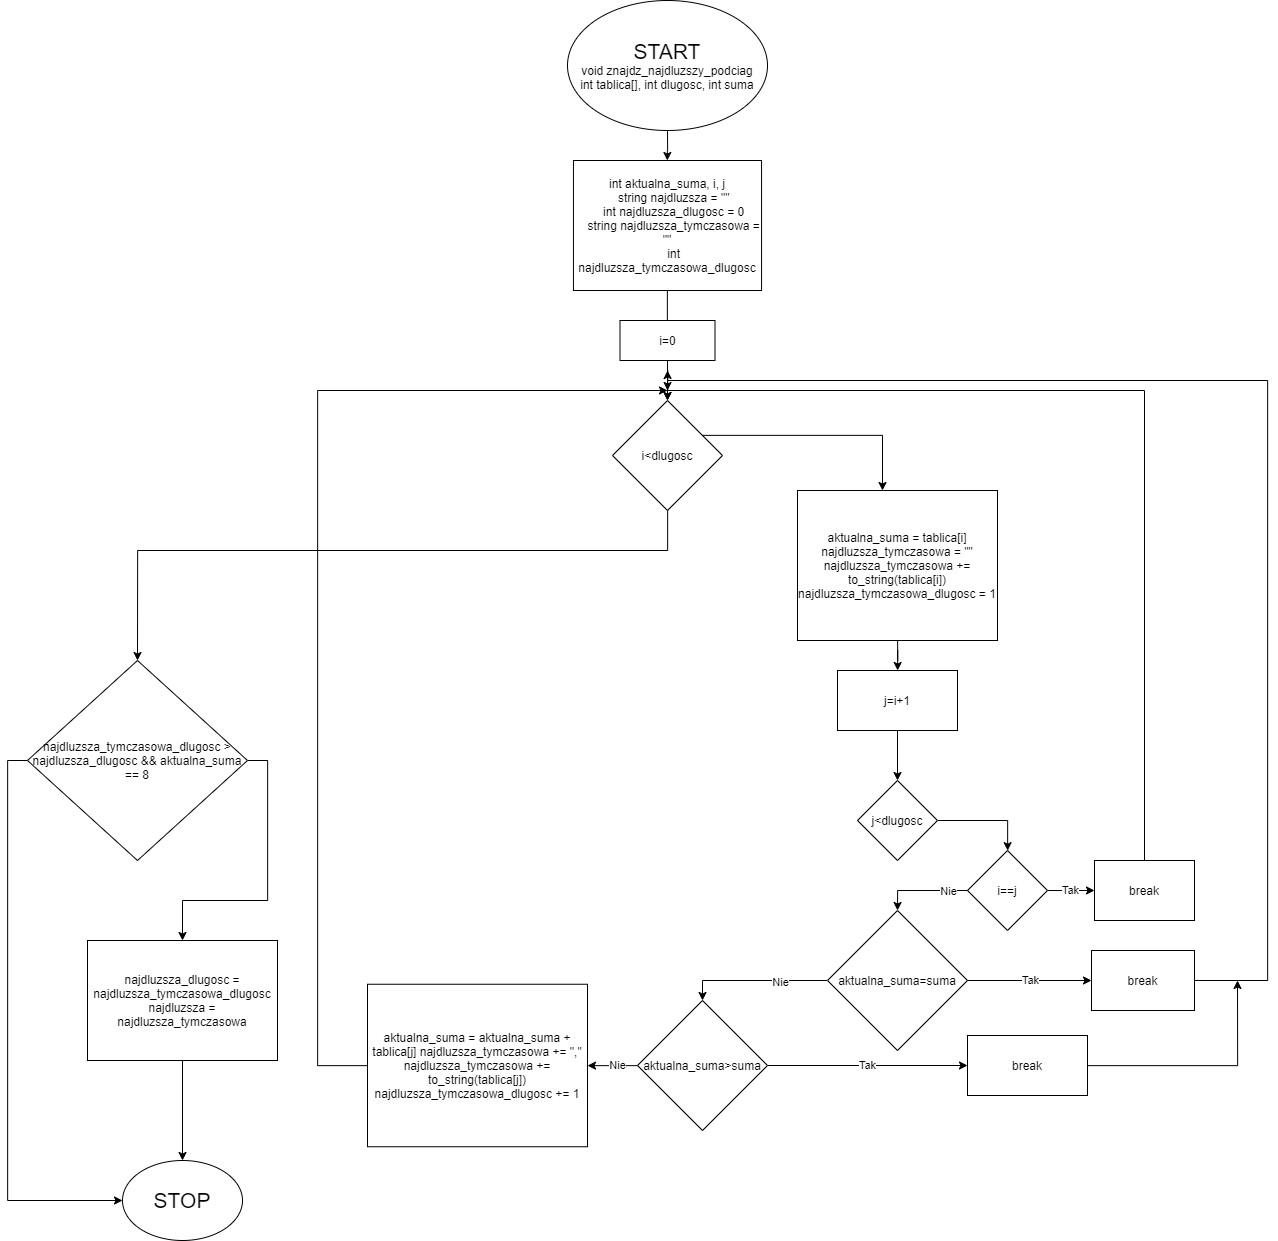 START
void znajdz_najdluzszy_podciag
int tablica[], int dlugosc, int suma
int aktualna_suma, i, j
string najdluzsza = ""
int najdluzsza_dlugosc = 0
string najdluzsza_tymczasowa =
""
int
najdluzsza_tymczasowa_dlugosc
i=0
i<dlugosc
aktualna_suma = tablica[i]
najdluzsza_tymczasowa = ""
najdluzsza_tymczasowa +=
to_string(tablica[i])
najdluzsza_tymczasowa_dlugosc = 1
j=i+1
najdluzsza_tymczasowa_dlugosc >
najdluzsza_dlugosc && aktualna_suma
== 8
j<dlugosc
i==j
Nie
Tak
break
aktualna_suma=suma
Nie
Tak
break
najdluzsza_dlugosc =
najdluzsza_tymczasowa_dlugosc
najdluzsza =
najdluzsza_tymczasowa
aktualna_suma = aktualna_suma +
tablica[j] najdluzsza_tymczasowa += ","
najdluzsza_tymczasowa +=
to_string(tablica[j])
najdluzsza_tymczasowa_dlugosc += 1
Nie
aktualna_suma>suma
Tak
break
STOP